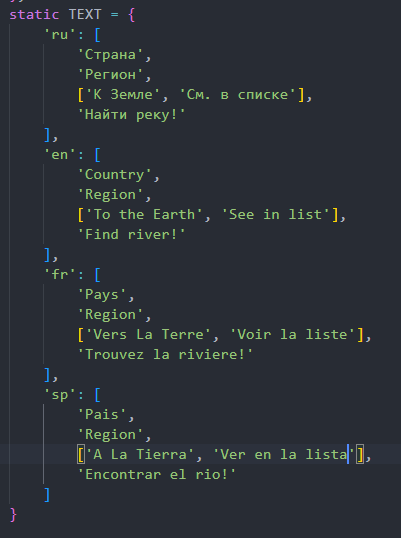 static TEXT = {
'ru': [
'Страна',
'Регион',
['К Земле', 'См. в списке'],
'Найти реку!'
],
'en': [
'Country',
'Region',
['To the Earth', 'See in list'],
'Find river!'
],
'fr': [
'Pays',
'Region',
['Vers La Terre', 'Voir la liste'],
'Trouvez la riviere!'
],
'sp': [
'Pais',
'Region',
['A La Tierra', 'Ver en la lista'],
'Encontrar el rio!'
]
}